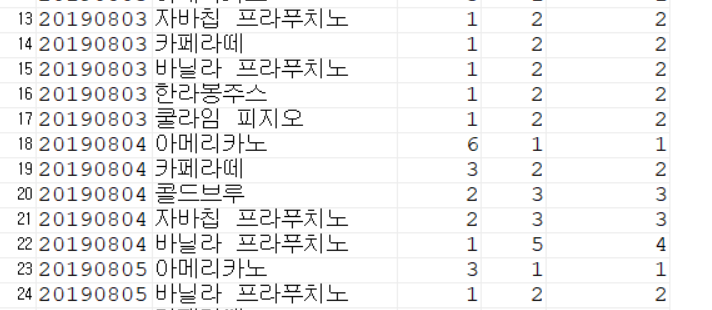 13 20190803 자바칩 프라푸치노 1 2 2
14 20190803 카페라떼 1 2 2
15 20190803 바닐라 프라푸치노 1 2 2
16 20190803 한라봉주스 1 2 2
17 20190803 쿨라임 피지오 1 2 2
18 20190804 아메리카노 6 1 1
19 20190804 카페라떼 3 2 2
20 20190804 콜드브루 2 3 3
21 20190804 자바칩 프라푸치노 2 3 3
22 20190804 바닐라 프라푸치노 1 5 4
23 20190805 아메리카노 3 1 1
24 20190805 바닐라 프라푸치노 1 2 2